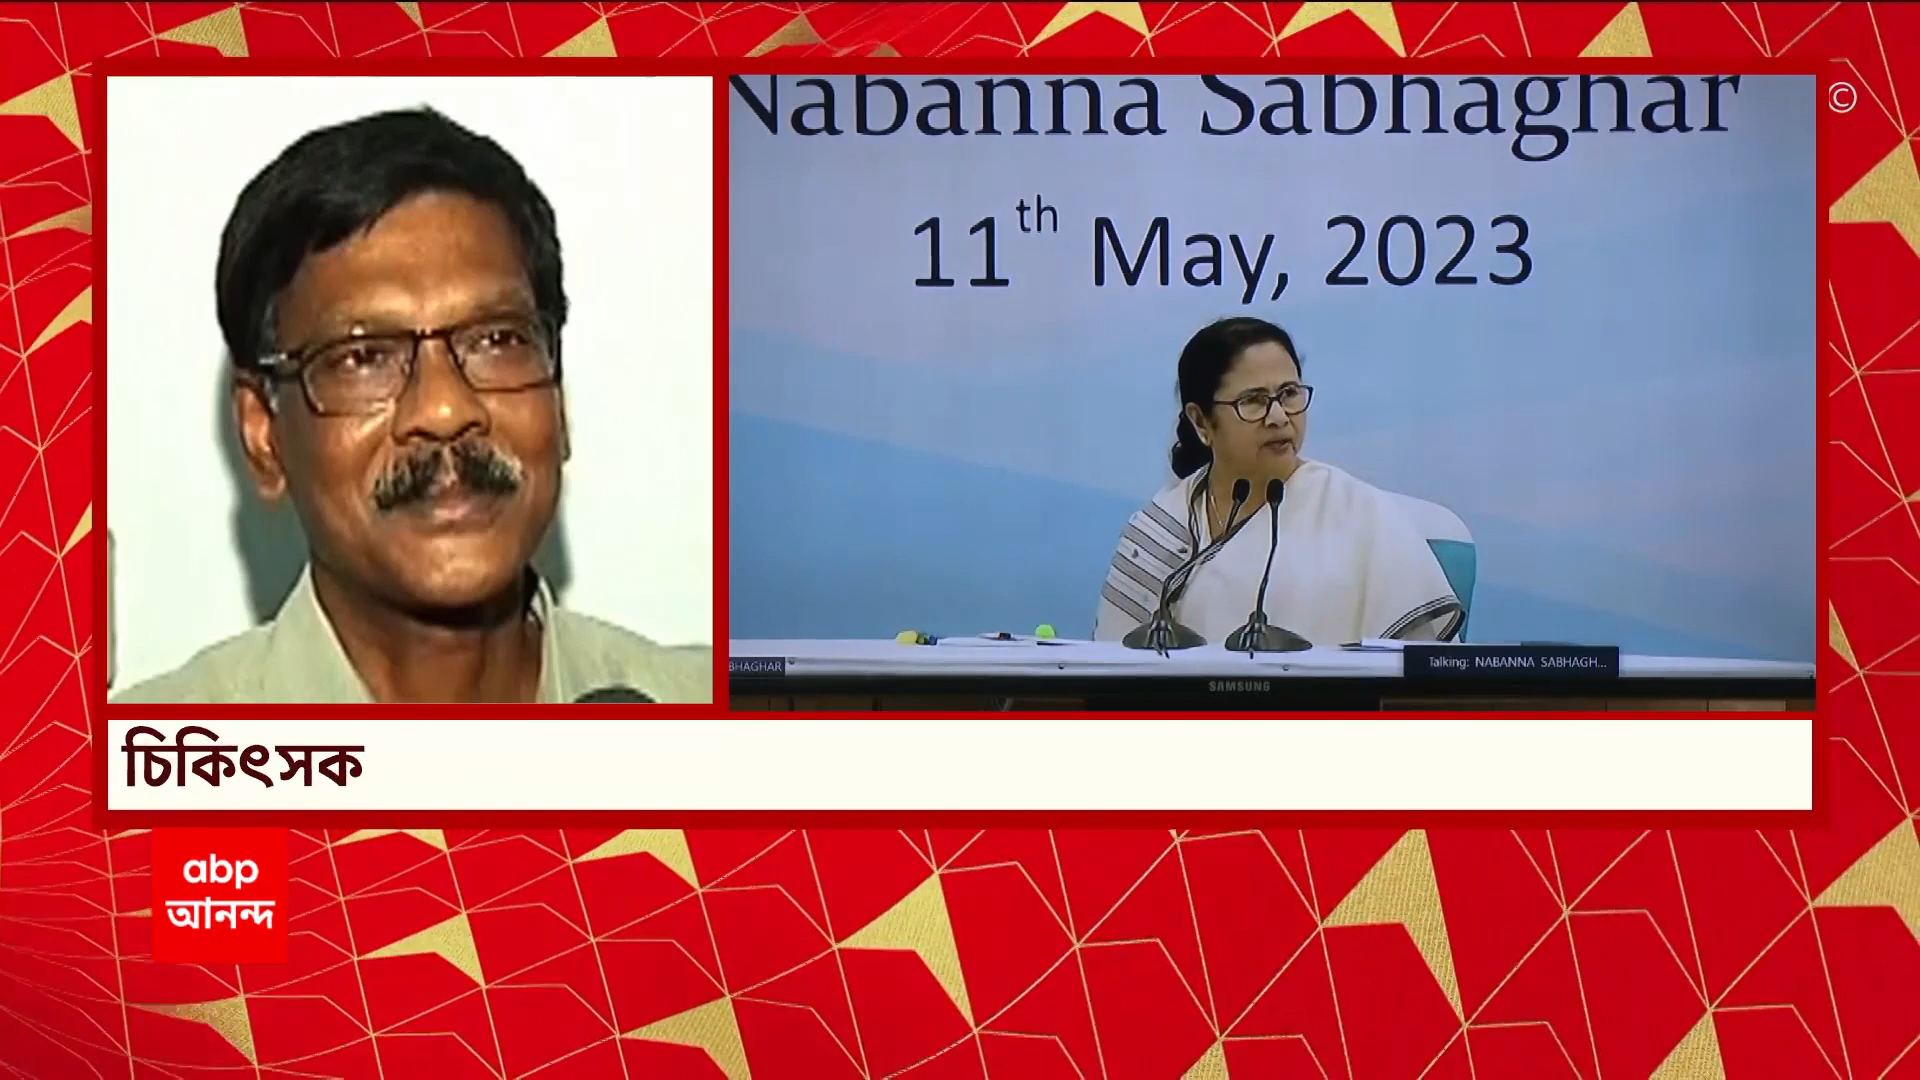 Nabanna Sabhaghar
©
11th May, 2023
BHAGHAR
Talking: NABANNA SABHAGH...
SAMSUNG
চিকিৎসক
abp
আনন্দ